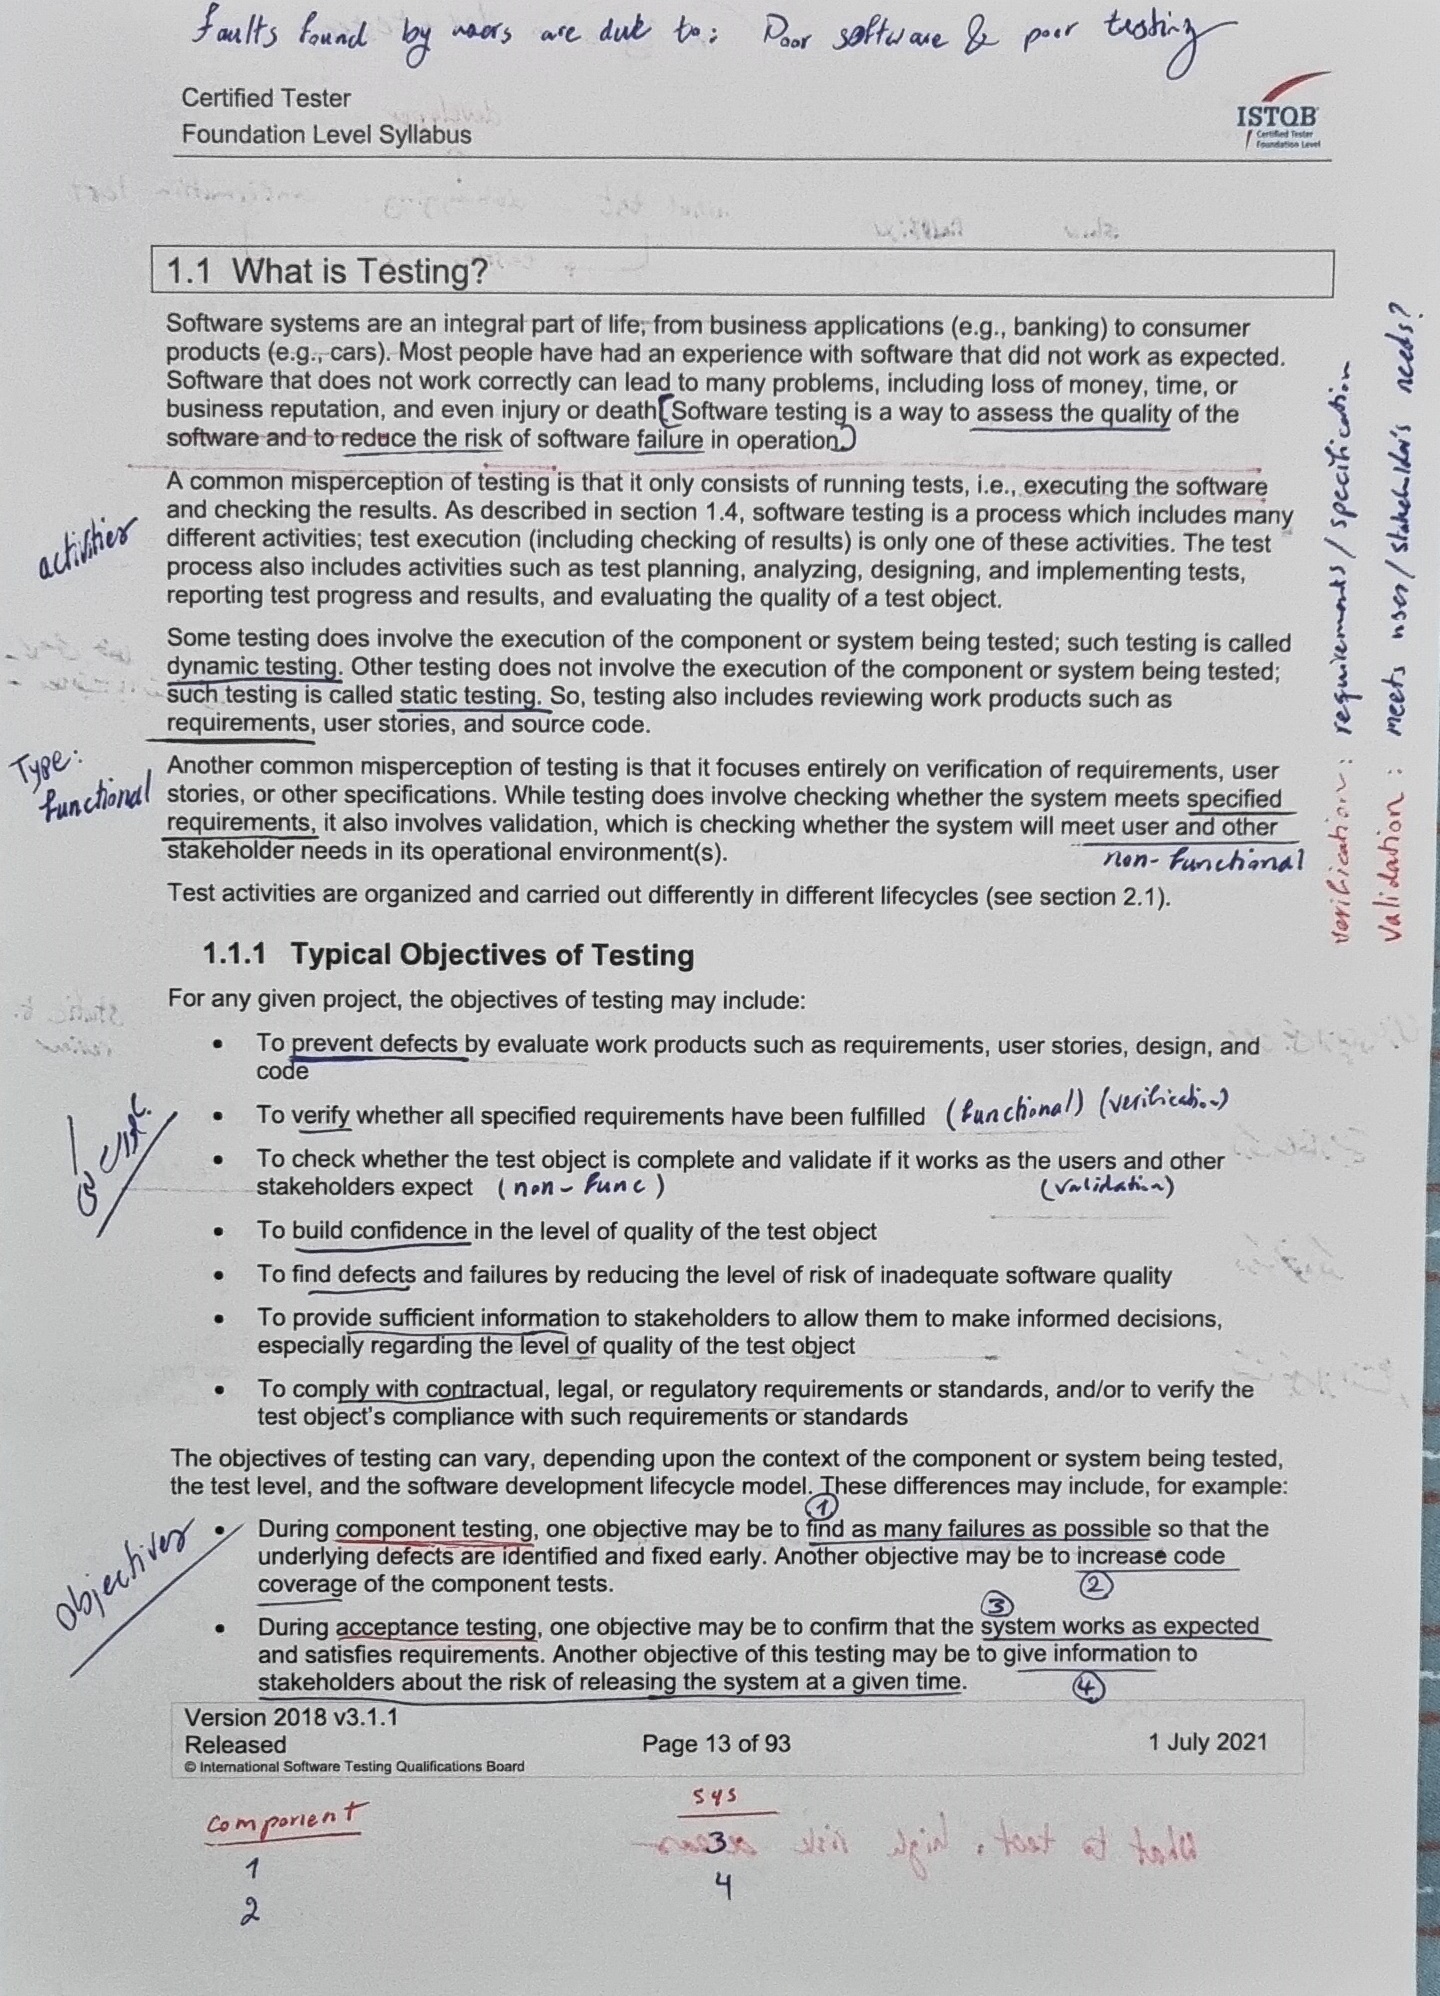 Faults found by users are due to: Poor software & poor testing
Certified Tester
Foundation Level Syllabus
ISTQB
Certified Tester
Foundation Level
1.1 What is Testing?
Software systems are an integral part of life, from business applications (e.g., banking) to consumer
products (e.g., cars). Most people have had an experience with software that did not work as expected.
Software that does not work correctly can lead to many problems, including loss of money, time, or
business reputation, and even injury or death. Software testing is a way to assess the quality of the
software and to reduce the risk of software failure in operation.
A common misperception of testing is that it only consists of running tests, i.e., executing the software
and checking the results. As described in section 1.4, software testing is a process which includes many
different activities; test execution (including checking of results) is only one of these activities. The test
process also includes activities such as test planning, analyzing, designing, and implementing tests,
reporting test progress and results, and evaluating the quality of a test object.
activities
Some testing does involve the execution of the component or system being tested; such testing is called
dynamic testing. Other testing does not involve the execution of the component or system being tested;
such testing is called static testing. So, testing also includes reviewing work products such as
requirements, user stories, and source code.
Type:
functional
Another common misperception of testing is that it focuses entirely on verification of requirements, user
stories, or other specifications. While testing does involve checking whether the system meets specified
requirements, it also involves validation, which is checking whether the system will meet user and other
stakeholder needs in its operational environment(s).
non-functional
Test activities are organized and carried out differently in different lifecycles (see section 2.1).
verification: requirements/specification
validation: meets user/stakeholder's needs?
1.1.1 Typical Objectives of Testing
For any given project, the objectives of testing may include:
• To prevent defects by evaluate work products such as requirements, user stories, design, and
code
• To verify whether all specified requirements have been fulfilled (functional) (verification)
• To check whether the test object is complete and validate if it works as the users and other
stakeholders expect (non-func) (validation)
• To build confidence in the level of quality of the test object
• To find defects and failures by reducing the level of risk of inadequate software quality
• To provide sufficient information to stakeholders to allow them to make informed decisions,
especially regarding the level of quality of the test object
• To comply with contractual, legal, or regulatory requirements or standards, and/or to verify the
test object's compliance with such requirements or standards
The objectives of testing can vary, depending upon the context of the component or system being tested,
the test level, and the software development lifecycle model. These differences may include, for example:
1
objectives
• During component testing, one objective may be to find as many failures as possible so that the
underlying defects are identified and fixed early. Another objective may be to increase code
coverage of the component tests.
2
3
• During acceptance testing, one objective may be to confirm that the system works as expected
and satisfies requirements. Another objective of this testing may be to give information to
stakeholders about the risk of releasing the system at a given time.
4
Version 2018 v3.1.1
Released
Page 13 of 93
1 July 2021
© International Software Testing Qualifications Board
component
1
2
sys
3
4